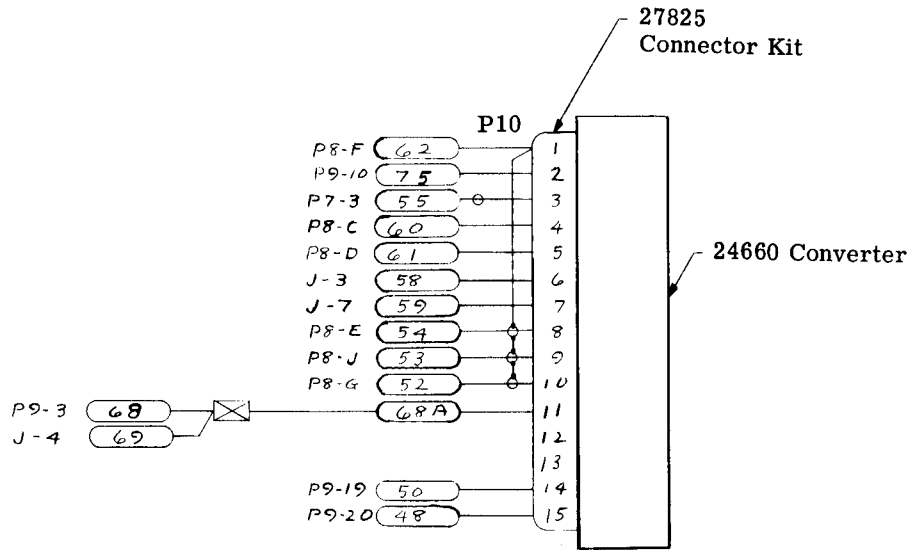 27825
Connector Kit
P10
P8-F 62 1
P9-10 75 2
P7-3 55 3
P8-C 60 4
P8-D 61 5
24660 Converter
J-3 58 6
J-7 59 7
P8-E 54 8
P8-J 53 9
P8-G 52 10
P9-3 68 68A 11
J-4 69 12
13
P9-19 50 14
P9-20 48 15